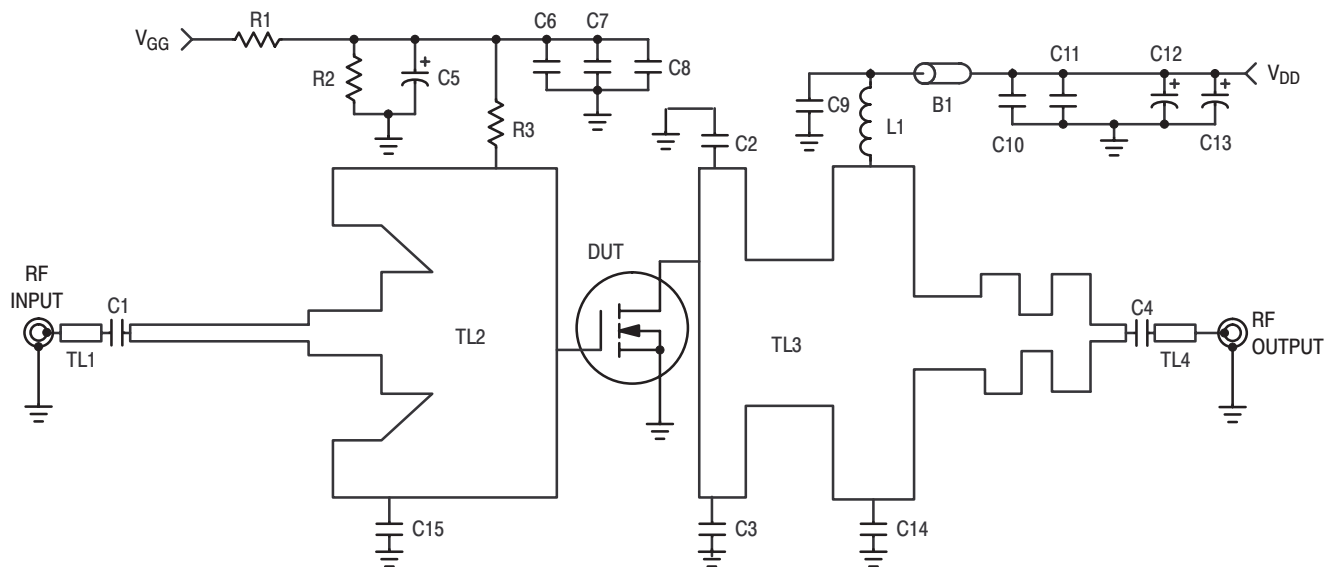 R1
C6
C7
VGG
R2
+
C5
C8
R3
C11
C12
VDD
C9
B1
+
+
L1
C10
C13
C2
DUT
RF
INPUT
C1
TL1
TL2
TL3
C4
TL4
RF
OUTPUT
C15
C3
C14